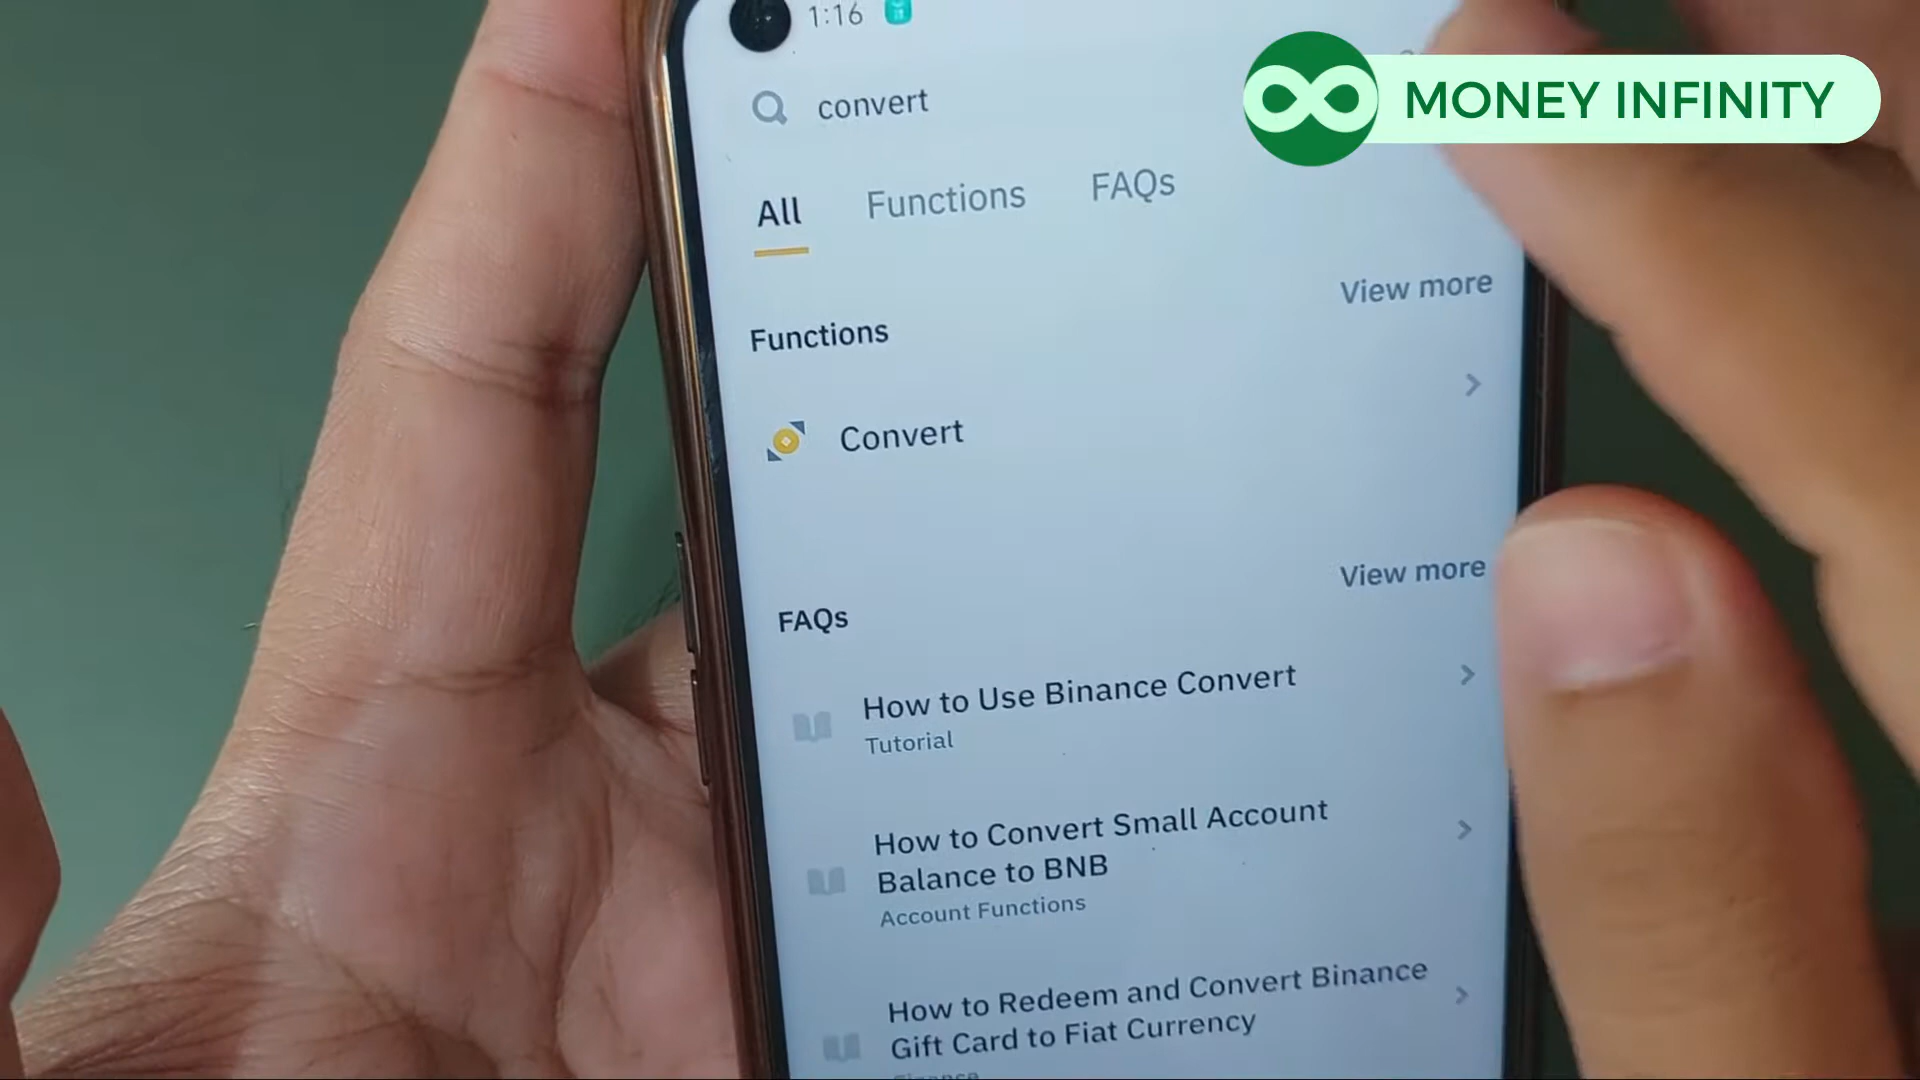 1:16
MONEY INFINITY
convert
All Functions FAQs
View more
Functions
Convert
View more
FAQs
How to Use Binance Convert
Tutorial
How to Convert Small Account
Balance to BNB
Account Functions
How to Redeem and Convert Binance
Gift Card to Fiat Currency